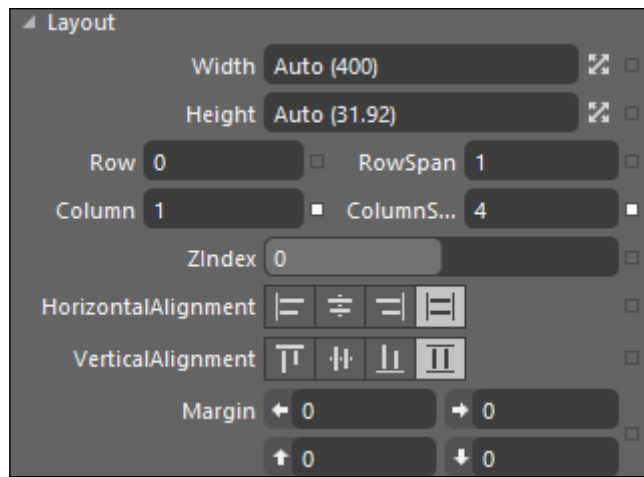 Layout
Width Auto (400)
Height Auto (31.92)
Row 0 RowSpan 1
Column 1 ColumnS... 4
ZIndex 0
HorizontalAlignment
VerticalAlignment
Margin 0 0
0 0